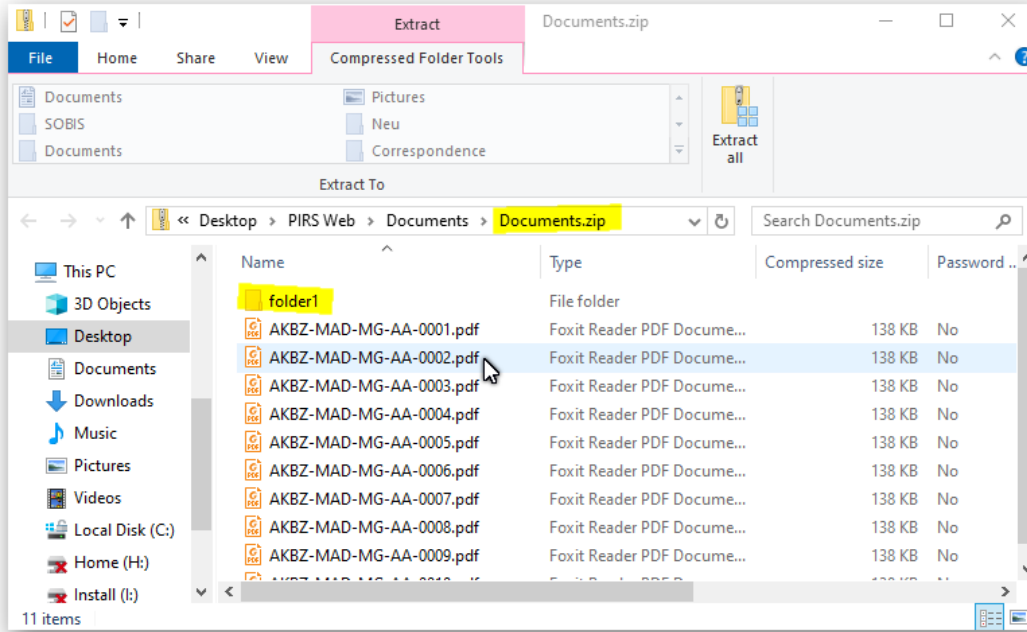 Extract Documents.zip
File Home Share View Compressed Folder Tools
Documents Pictures
SOBIS Neu
Documents Correspondence
Extract all
Extract To
« Desktop > PIRS Web > Documents > Documents.zip Search Documents.zip
Name Type Compressed size Password ...
This PC
3D Objects
Desktop
Documents
Downloads
Music
Pictures
Videos
Local Disk (C:)
Home (H:)
Install (I:)
folder1 File folder
AKBZ-MAD-MG-AA-0001.pdf Foxit Reader PDF Docume... 138 KB No
AKBZ-MAD-MG-AA-0002.pdf Foxit Reader PDF Docume... 138 KB No
AKBZ-MAD-MG-AA-0003.pdf Foxit Reader PDF Docume... 138 KB No
AKBZ-MAD-MG-AA-0004.pdf Foxit Reader PDF Docume... 138 KB No
AKBZ-MAD-MG-AA-0005.pdf Foxit Reader PDF Docume... 138 KB No
AKBZ-MAD-MG-AA-0006.pdf Foxit Reader PDF Docume... 138 KB No
AKBZ-MAD-MG-AA-0007.pdf Foxit Reader PDF Docume... 138 KB No
AKBZ-MAD-MG-AA-0008.pdf Foxit Reader PDF Docume... 138 KB No
AKBZ-MAD-MG-AA-0009.pdf Foxit Reader PDF Docume... 138 KB No
11 items